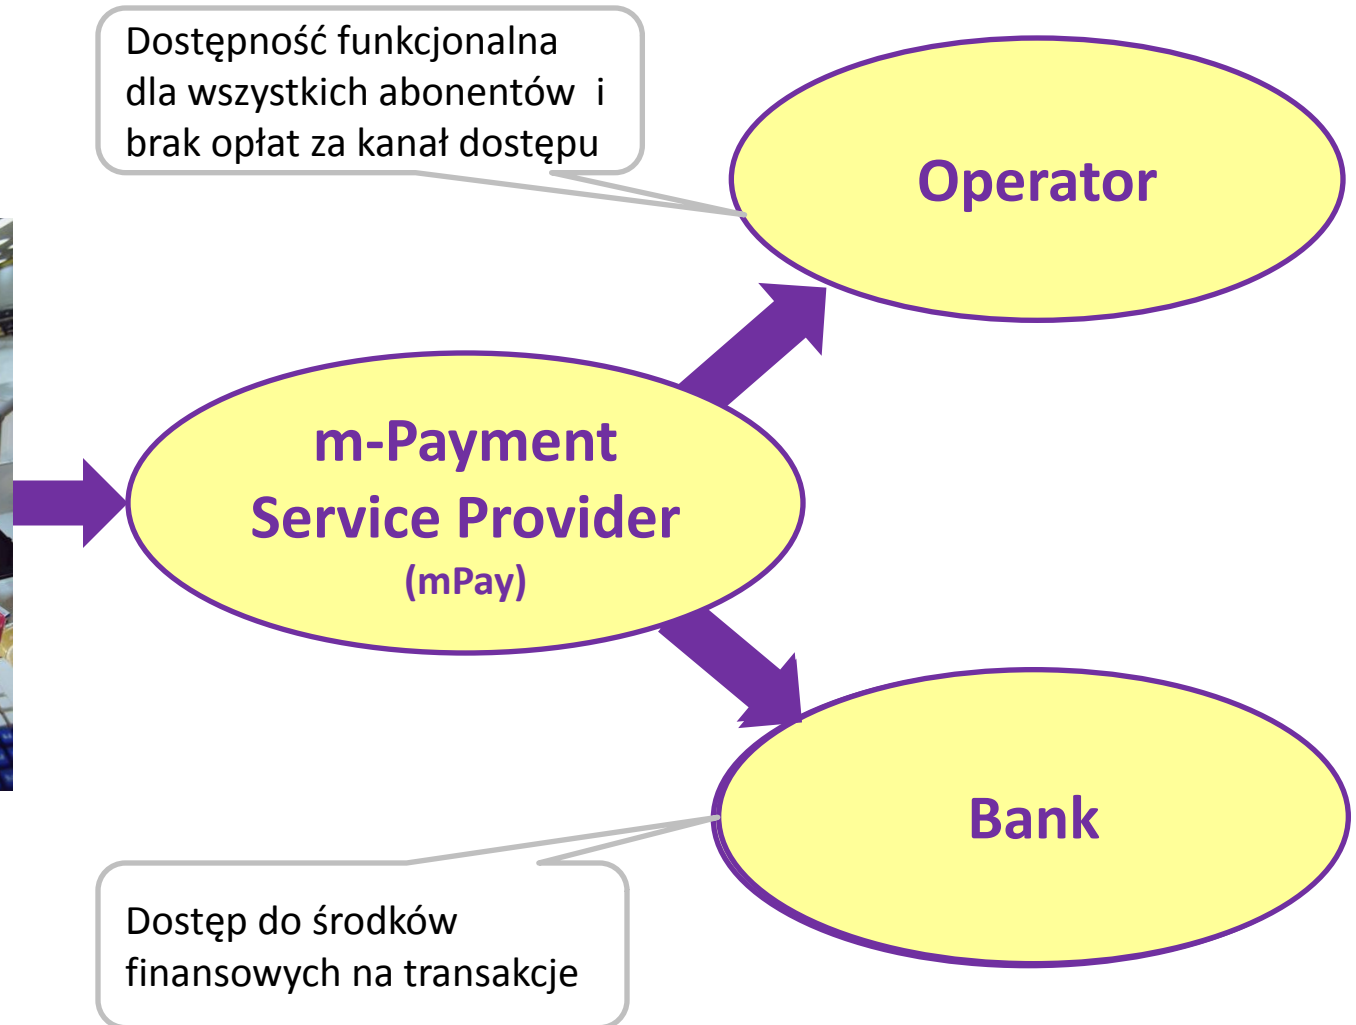 Dostępność funkcjonalna
dla wszystkich abonentów i
brak opłat za kanał dostępu
Operator
m-Payment
Service Provider
(mPay)
Bank
Dostęp do środków
finansowych na transakcje